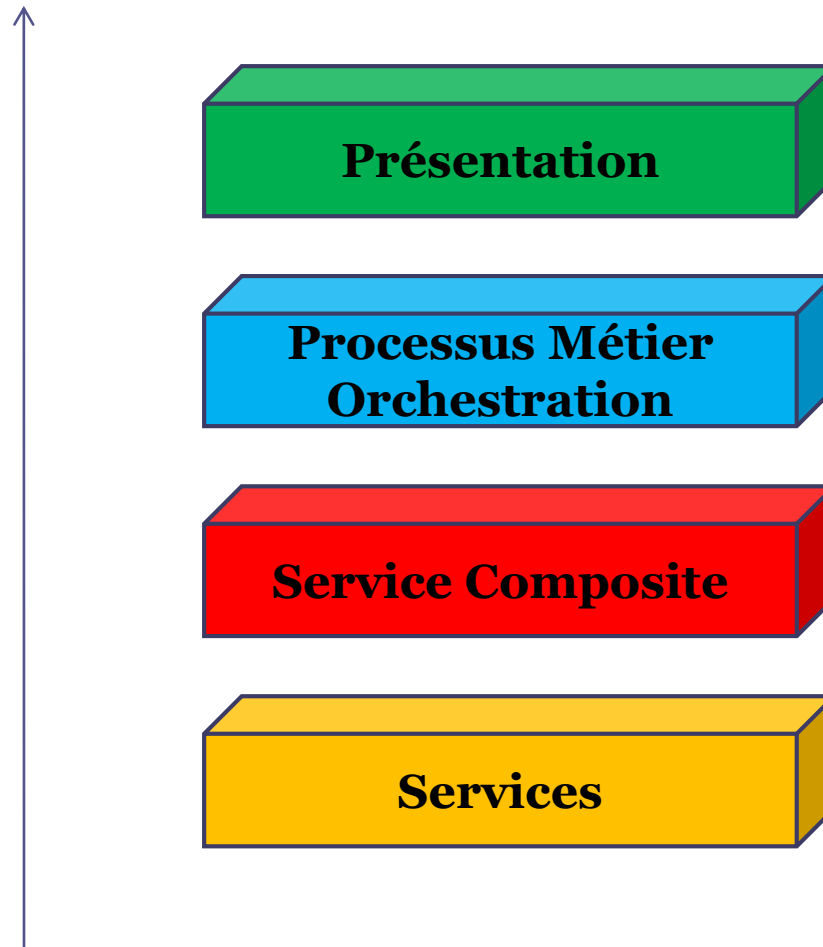 Présentation
Processus Métier
Orchestration
Service Composite
Services